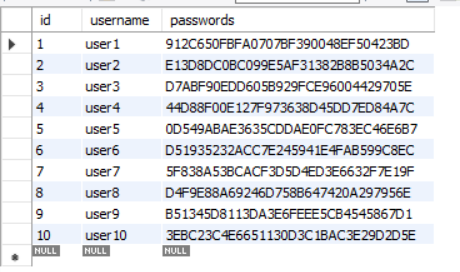 id username passwords
1 user1 912C650FBFA0707BF390048EF50423BD
2 user2 E13D8DC0BC099E5AF31382B8B5034A2C
3 user3 D7ABF90EDD605B929FCE96004429705E
4 user4 44D88F00E127F973638D45DD7ED84A7C
5 user5 0D549ABAE3635CDDAE0FC783EC46E6B7
6 user6 D51935232ACC7E245941E4FAB599C8EC
7 user7 5F838A53BCACF3D5D4ED3E6632F7E19F
8 user8 D4F9E88A69246D758B647420A297956E
9 user9 B51345D8113DA3E6FEEE5CB4545867D1
10 user10 3EBC23C4E6651130D3C1BAC3E29D2D5E
NULL NULL NULL